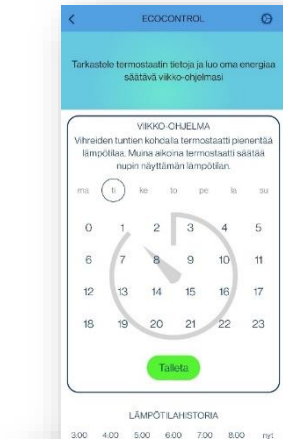 ECOCONTROL
Tarkastele termostaatin tietoja ja luo oma energiaa
säätävä viikko-ohjelmasi
VIIKKO-OHJELMA
Vihreiden tuntien kohdalla termostaatti pienentää
lämpötilaa. Muina aikoina termostaatti säätää
nupin näyttämän lämpötilan.
ma ti ke to pe la su
0 1 2 3 4 5
6 7 8 9 10 11
12 13 14 15 16 17
18 19 20 21 22 23
Talleta
LÄMPÖTILAHISTORIA
3.00 4.00 5.00 6.00 7.00 8.00 nyt